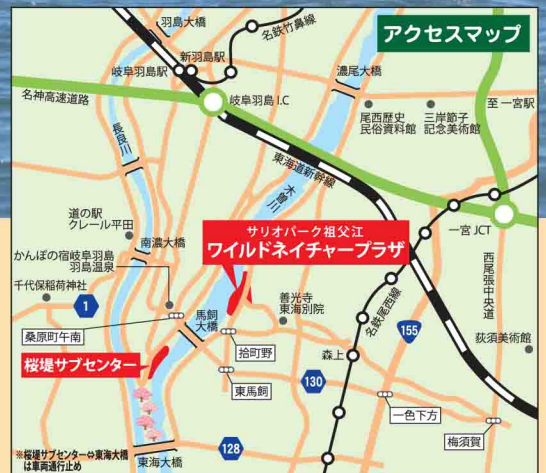 アクセスマップ
羽島大橋
新羽島駅
名鉄竹鼻線
岐阜羽島駅
濃尾大橋
名神高速道路
岐阜羽島I.C
尾西歴史
民俗資料館
三岸節子
記念美術館
至 一宮駅
長良川
東海道新幹線
木曽川
道の駅
クレール平田
南濃大橋
サリオパーク祖父江
ワイルドネイチャープラザ
一宮JCT
かんぽの宿岐阜羽島
羽島温泉
千代保稲荷神社
1
馬飼
大橋
善光寺
東海別院
名鉄尾西線
西尾張中央道
155
桑原町午南
拾町野
荻須美術館
桜堤サブセンター
森上
東馬飼
130
一色下方
梅須賀
128
※桜堤サブセンター⇔東海大橋
は車両通行止め
東海大橋